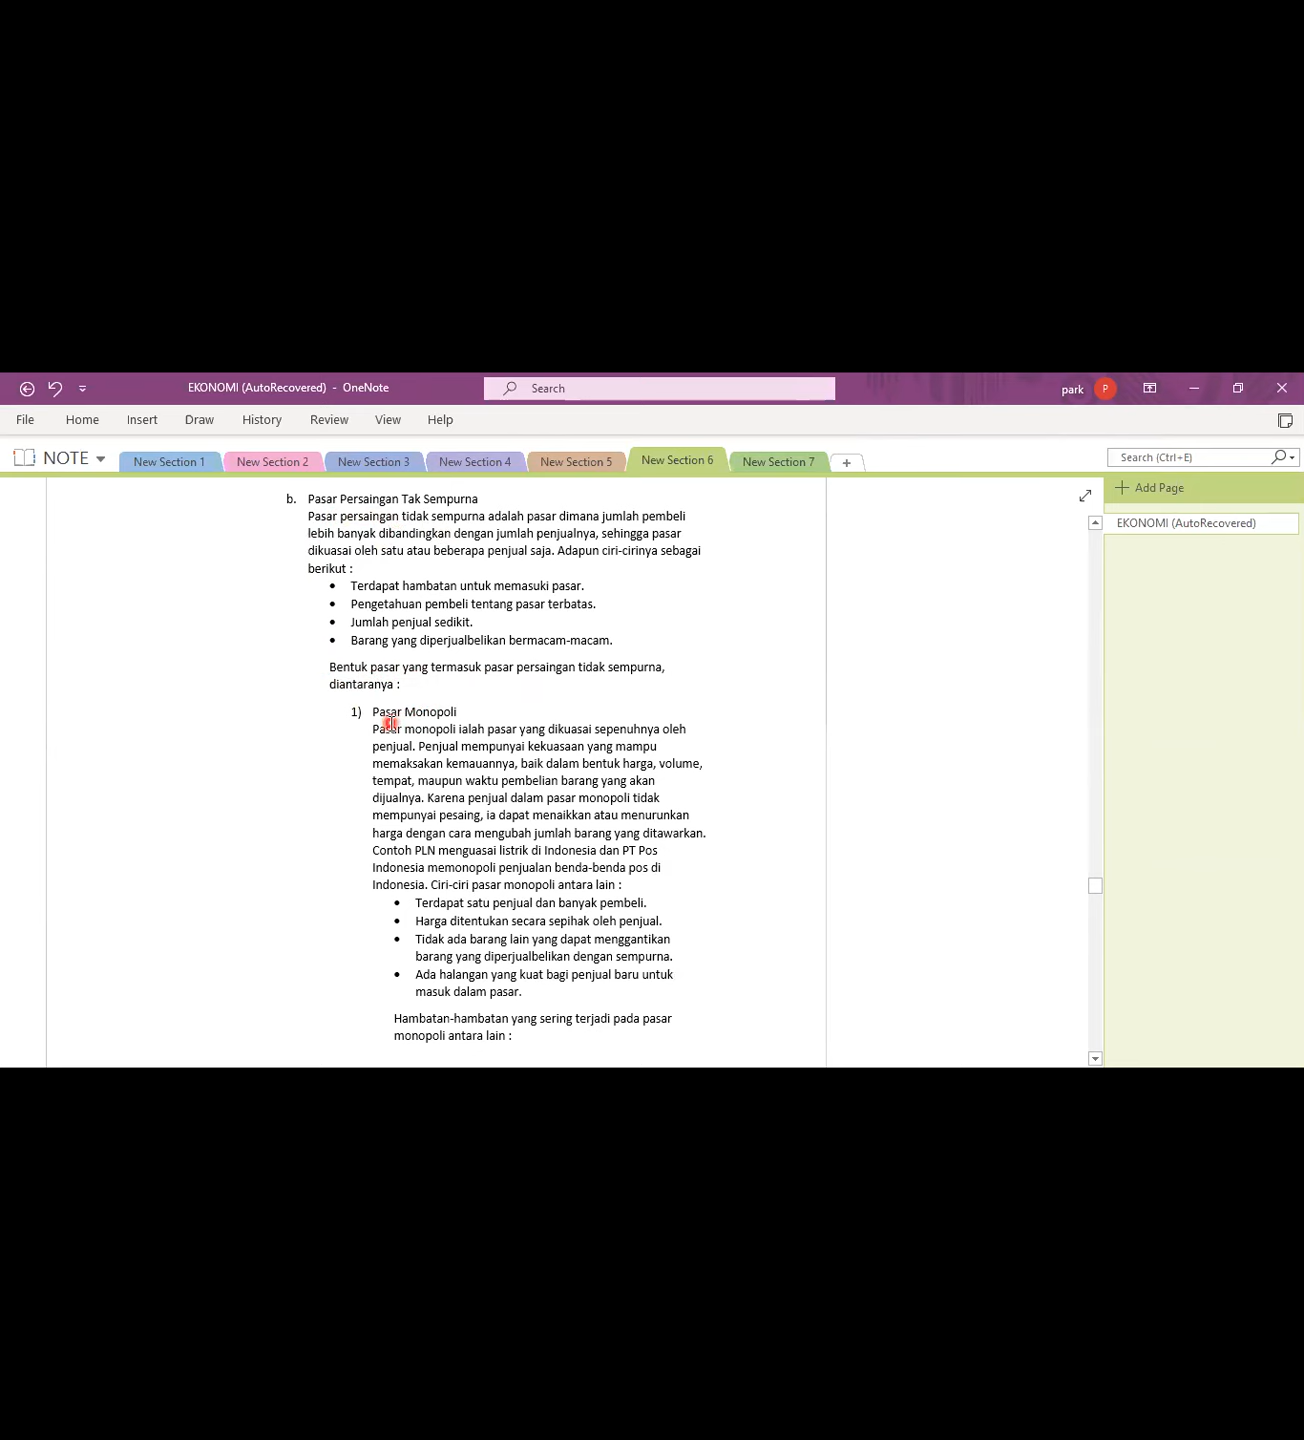 EKONOMI (AutoRecovered) - OneNote
Search
park
P
File Home Insert Draw History Review View Help
NOTE
New Section 1 New Section 2 New Section 3 New Section 4 New Section 5 New Section 6 New Section 7 +
Search (Ctrl+E)
Add Page
EKONOMI (AutoRecovered)
b. Pasar Persaingan Tak Sempurna
Pasar persaingan tidak sempurna adalah pasar dimana jumlah pembeli
lebih banyak dibandingkan dengan jumlah penjualnya, sehingga pasar
dikuasai oleh satu atau beberapa penjual saja. Adapun ciri-cirinya sebagai
berikut :
• Terdapat hambatan untuk memasuki pasar.
• Pengetahuan pembeli tentang pasar terbatas.
• Jumlah penjual sedikit.
• Barang yang diperjualbelikan bermacam-macam.
Bentuk pasar yang termasuk pasar persaingan tidak sempurna,
diantaranya :
1) Pasar Monopoli
Pasar monopoli ialah pasar yang dikuasai sepenuhnya oleh
penjual. Penjual mempunyai kekuasaan yang mampu
memaksakan kemauannya, baik dalam bentuk harga, volume,
tempat, maupun waktu pembelian barang yang akan
dijualnya. Karena penjual dalam pasar monopoli tidak
mempunyai pesaing, ia dapat menaikkan atau menurunkan
harga dengan cara mengubah jumlah barang yang ditawarkan.
Contoh PLN menguasai listrik di Indonesia dan PT Pos
Indonesia memonopoli penjualan benda-benda pos di
Indonesia. Ciri-ciri pasar monopoli antara lain :
• Terdapat satu penjual dan banyak pembeli.
• Harga ditentukan secara sepihak oleh penjual.
• Tidak ada barang lain yang dapat menggantikan
barang yang diperjualbelikan dengan sempurna.
• Ada halangan yang kuat bagi penjual baru untuk
masuk dalam pasar.
Hambatan-hambatan yang sering terjadi pada pasar
monopoli antara lain :